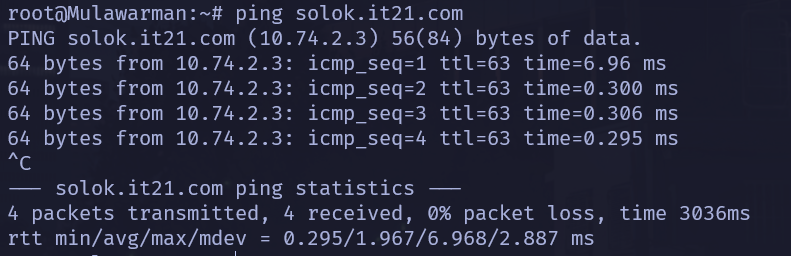 root@Mulawarman:~# ping solok.it21.com
PING solok.it21.com (10.74.2.3) 56(84) bytes of data.
64 bytes from 10.74.2.3: icmp_seq=1 ttl=63 time=6.96 ms
64 bytes from 10.74.2.3: icmp_seq=2 ttl=63 time=0.300 ms
64 bytes from 10.74.2.3: icmp_seq=3 ttl=63 time=0.306 ms
64 bytes from 10.74.2.3: icmp_seq=4 ttl=63 time=0.295 ms
^C
--- solok.it21.com ping statistics ---
4 packets transmitted, 4 received, 0% packet loss, time 3036ms
rtt min/avg/max/mdev = 0.295/1.967/6.968/2.887 ms